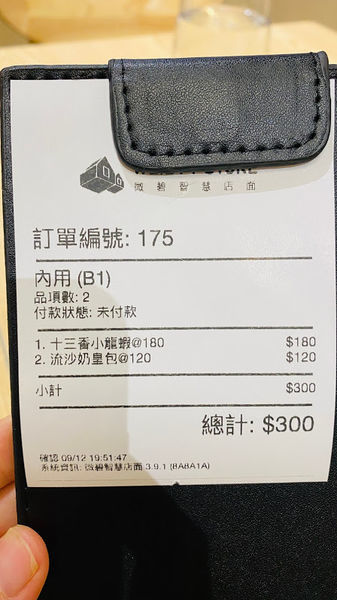 微碧智慧店面
訂單編號: 175
內用 (B1)
品項數: 2
付款狀態: 未付款
1. 十三香小龍蝦@180 $180
2. 流沙奶皇包@120 $120
小計 $300
總計: $300
確認 09/12 19:51:47
系統資訊: 微碧智慧店面 3.9.1 (8A8A1A)